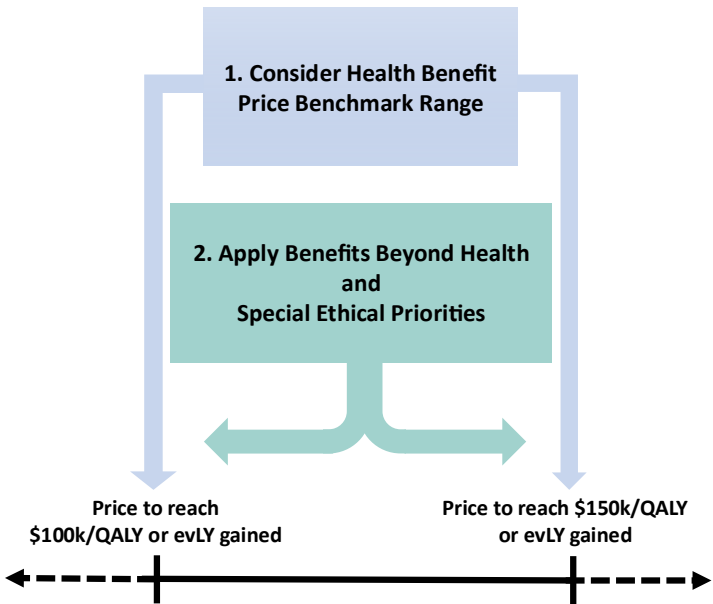 1. Consider Health Benefit
Price Benchmark Range
2. Apply Benefits Beyond Health
and
Special Ethical Priorities
Price to reach
$100k/QALY or evLY gained
Price to reach $150k/QALY
or evLY gained